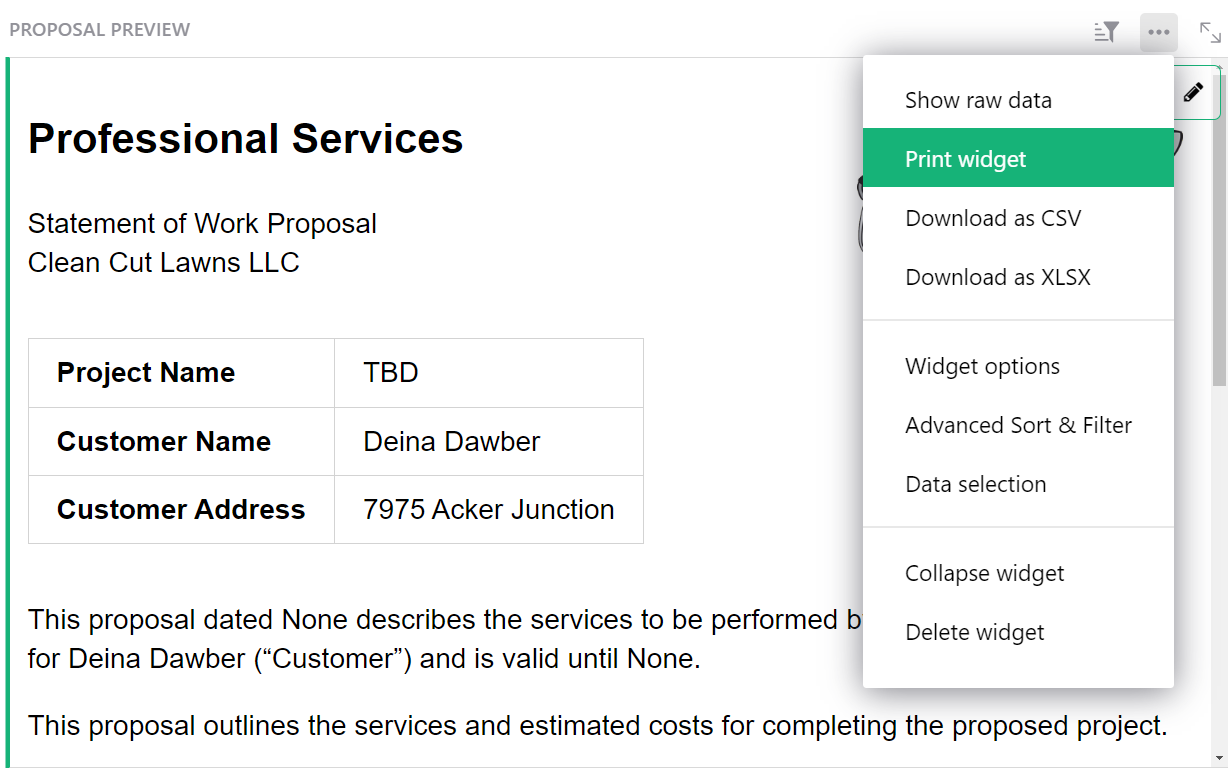 PROPOSAL PREVIEW
Professional Services
Statement of Work Proposal
Clean Cut Lawns LLC
Project Name TBD
Customer Name Deina Dawber
Customer Address 7975 Acker Junction
This proposal dated None describes the services to be performed
for Deina Dawber (“Customer”) and is valid until None.
This proposal outlines the services and estimated costs for completing the proposed project.
Show raw data
Print widget
Download as CSV
Download as XLSX
Widget options
Advanced Sort & Filter
Data selection
Collapse widget
Delete widget